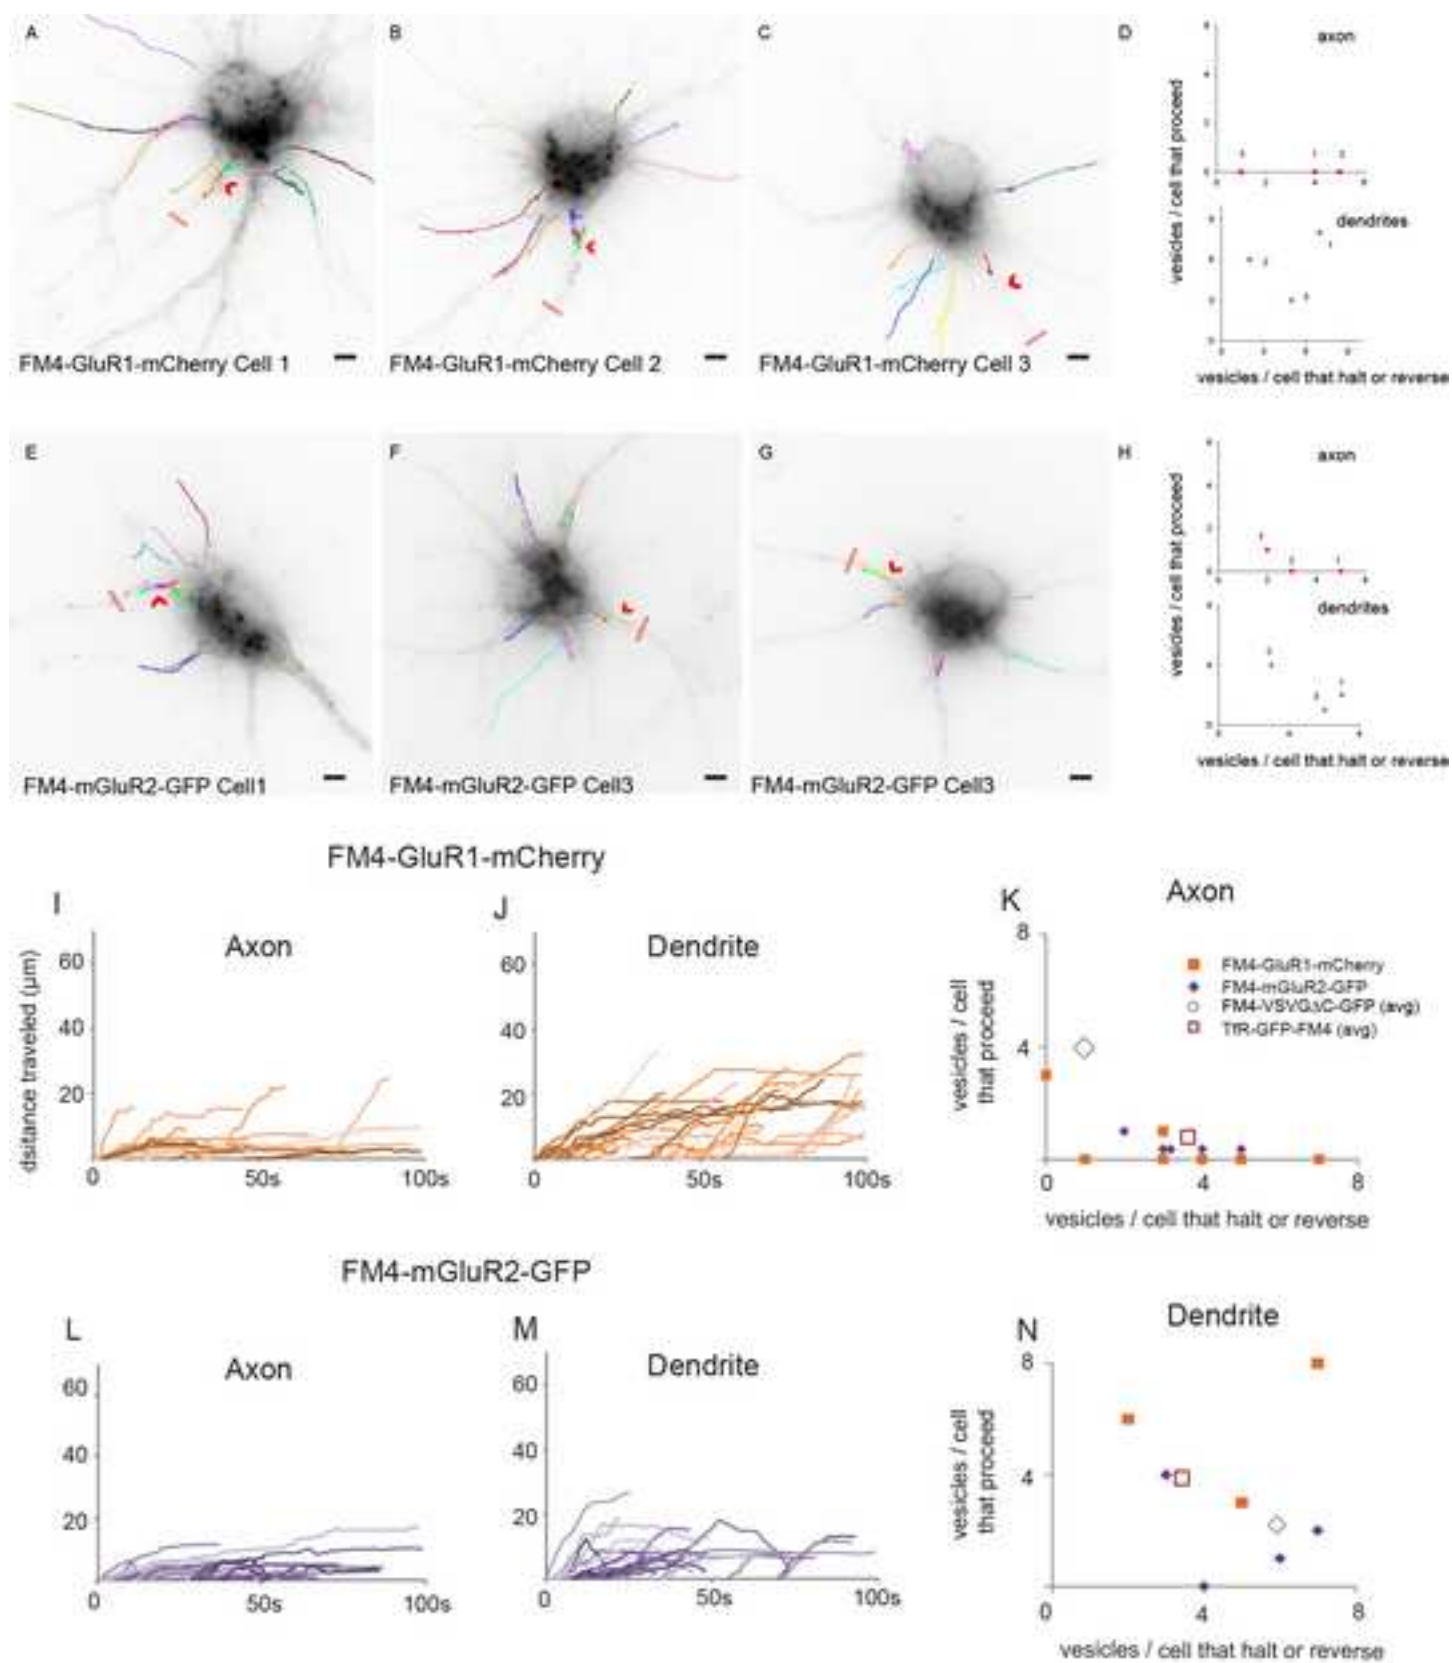 A
B
C
D
axon
vesicles / cell that proceed
dendrites
FM4-GluR1-mCherry Cell 1
FM4-GluR1-mCherry Cell 2
FM4-GluR1-mCherry Cell 3
vesicles / cell that halt or reverse
E
F
G
H
axon
vesicles / cell that proceed
dendrites
FM4-mGluR2-GFP Cell1
FM4-mGluR2-GFP Cell3
FM4-mGluR2-GFP Cell3
vesicles / cell that halt or reverse
FM4-GluR1-mCherry
I
Axon
dsitance traveled (µm)
60
40
20
0
50s
100s
J
Dendrite
60
40
20
0
50s
100s
K
Axon
8
4
0
4
8
vesicles / cell
that proceed
FM4-GluR1-mCherry
FM4-mGluR2-GFP
FM4-VSVG∆C-GFP (avg)
TfR-GFP-FM4 (avg)
vesicles / cell that halt or reverse
FM4-mGluR2-GFP
L
Axon
60
40
20
0
50s
100s
M
Dendrite
60
40
20
0
50s
100s
N
Dendrite
8
4
0
4
8
vesicles / cell
that proceed
vesicles / cell that halt or reverse